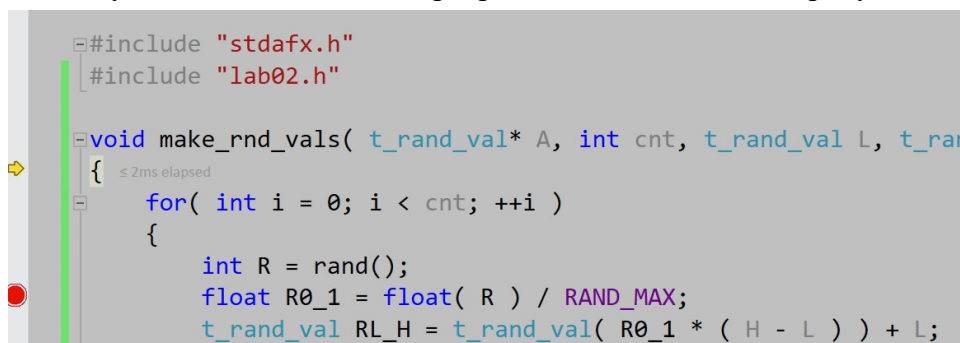 #include "stdafx.h"
#include "lab02.h"
void make_rnd_vals( t_rand_val* A, int cnt, t_rand_val L, t_ra
{ ≤ 2ms elapsed
for( int i = 0; i < cnt; ++i )
{
int R = rand();
float R0_1 = float( R ) / RAND_MAX;
t_rand_val RL_H = t_rand_val( R0_1 * ( H - L ) ) + L;